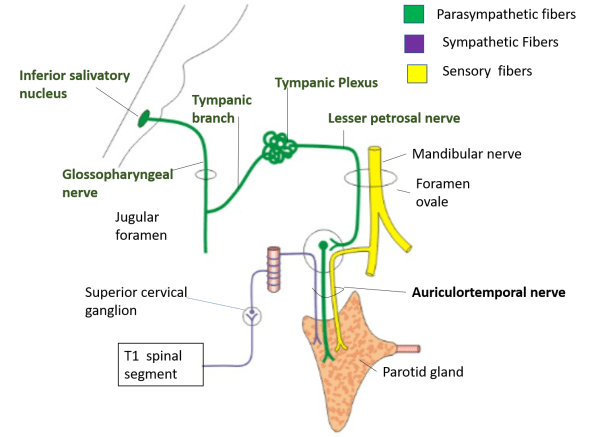 Parasympathetic fibers
Sympathetic Fibers
Sensory fibers
Inferior salivatory
nucleus
Tympanic Plexus
Tympanic
branch
Lesser petrosal nerve
Mandibular nerve
Glossopharyngeal
nerve
Foramen
ovale
Jugular
foramen
Superior cervical
ganglion
Auriculortemporal nerve
T1 spinal
segment
Parotid gland